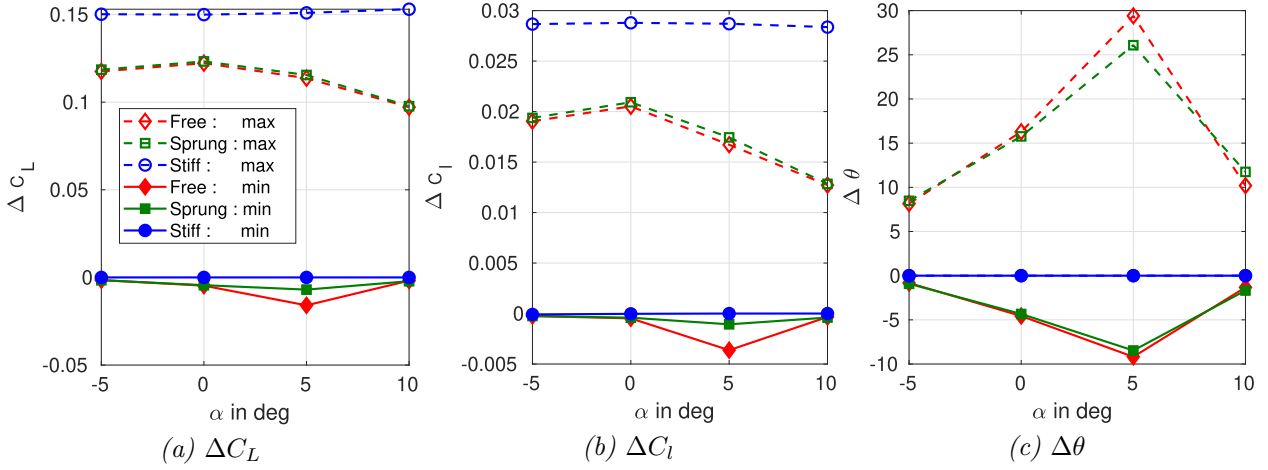 0.15
0.1
0.05
0
-0.05
-5
0
5
10
Δ C_L
α in deg
Free : max
Sprung : max
Stiff : max
Free : min
Sprung : min
Stiff : min
(a) ΔC_L
0.03
0.025
0.02
0.015
0.01
0.005
0
-0.005
-5
0
5
10
Δ C_l
α in deg
(b) ΔC_l
30
25
20
15
10
5
0
-5
-10
-5
0
5
10
Δ θ
α in deg
(c) Δθ